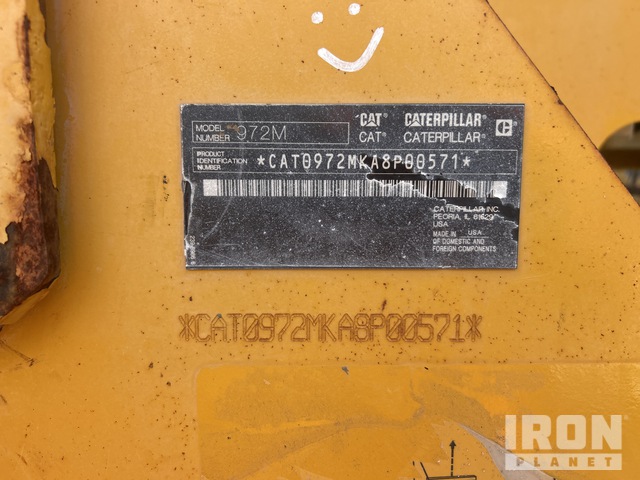 CAT CATERPILLAR
CAT® CATERPILLAR®
MODEL NUMBER 972M
PRODUCT IDENTIFICATION NUMBER *CAT0972MKA8P00571*
CATERPILLAR INC.
PEORIA, IL 61629
USA
MADE IN USA
OF DOMESTIC AND
FOREIGN COMPONENTS
*CAT0972MKA8P00571*
IRON
PLANET